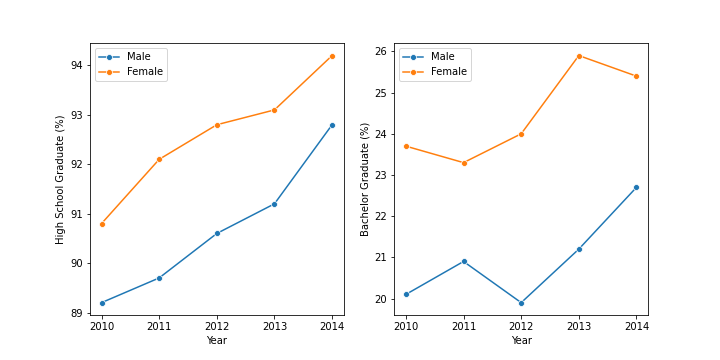 Male
Female
High School Graduate (%)
94
93
92
91
90
89
2010 2011 2012 2013 2014
Year
Male
Female
Bachelor Graduate (%)
26
25
24
23
22
21
20
2010 2011 2012 2013 2014
Year